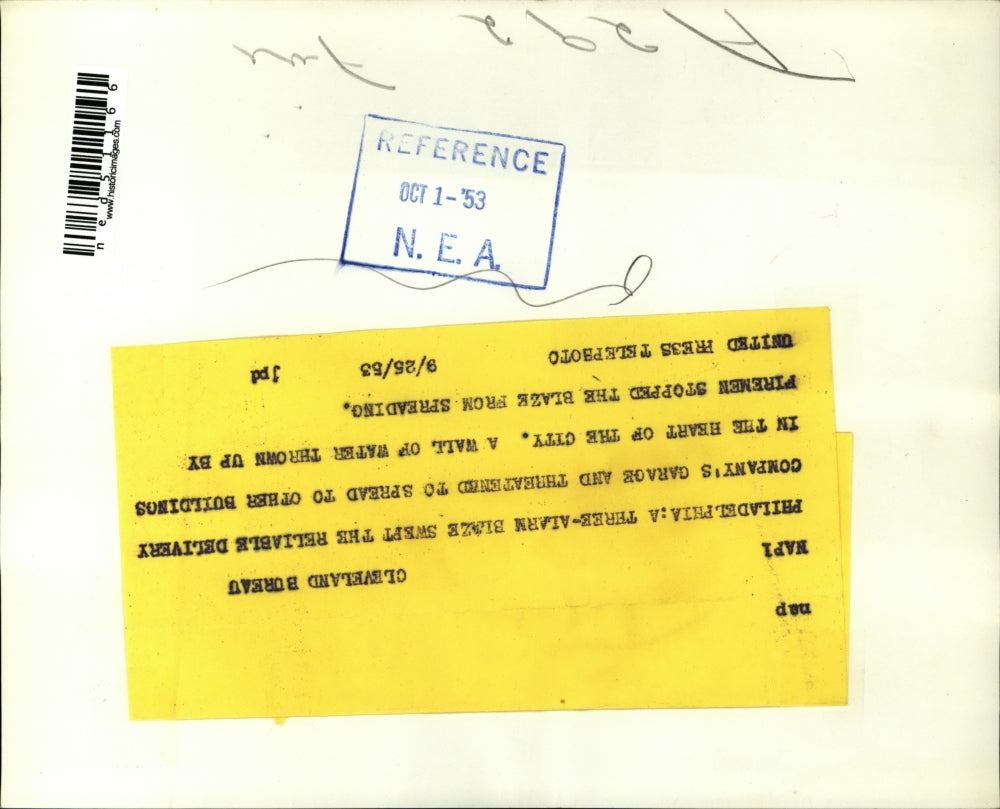 ned51166
www.historicimages.com
REFERENCE
OCT 1-'53
N. E. A.
nap
CLEVELAND BUREAU
NAP1
PHILADELPHIA:A THREE-ALARM BLAZE SWEPT THE RELIABLE DELIVERY
COMPANY'S GARAGE AND THREATENED TO SPREAD TO OTHER BUILDINGS
IN THE HEART OF THE CITY. A WALL OF WATER THROWN UP BY
FIREMEN STOPPED THE BLAZE FROM SPREADING.
UNITED PRESS TELEPHOTO 9/25/53 jpd